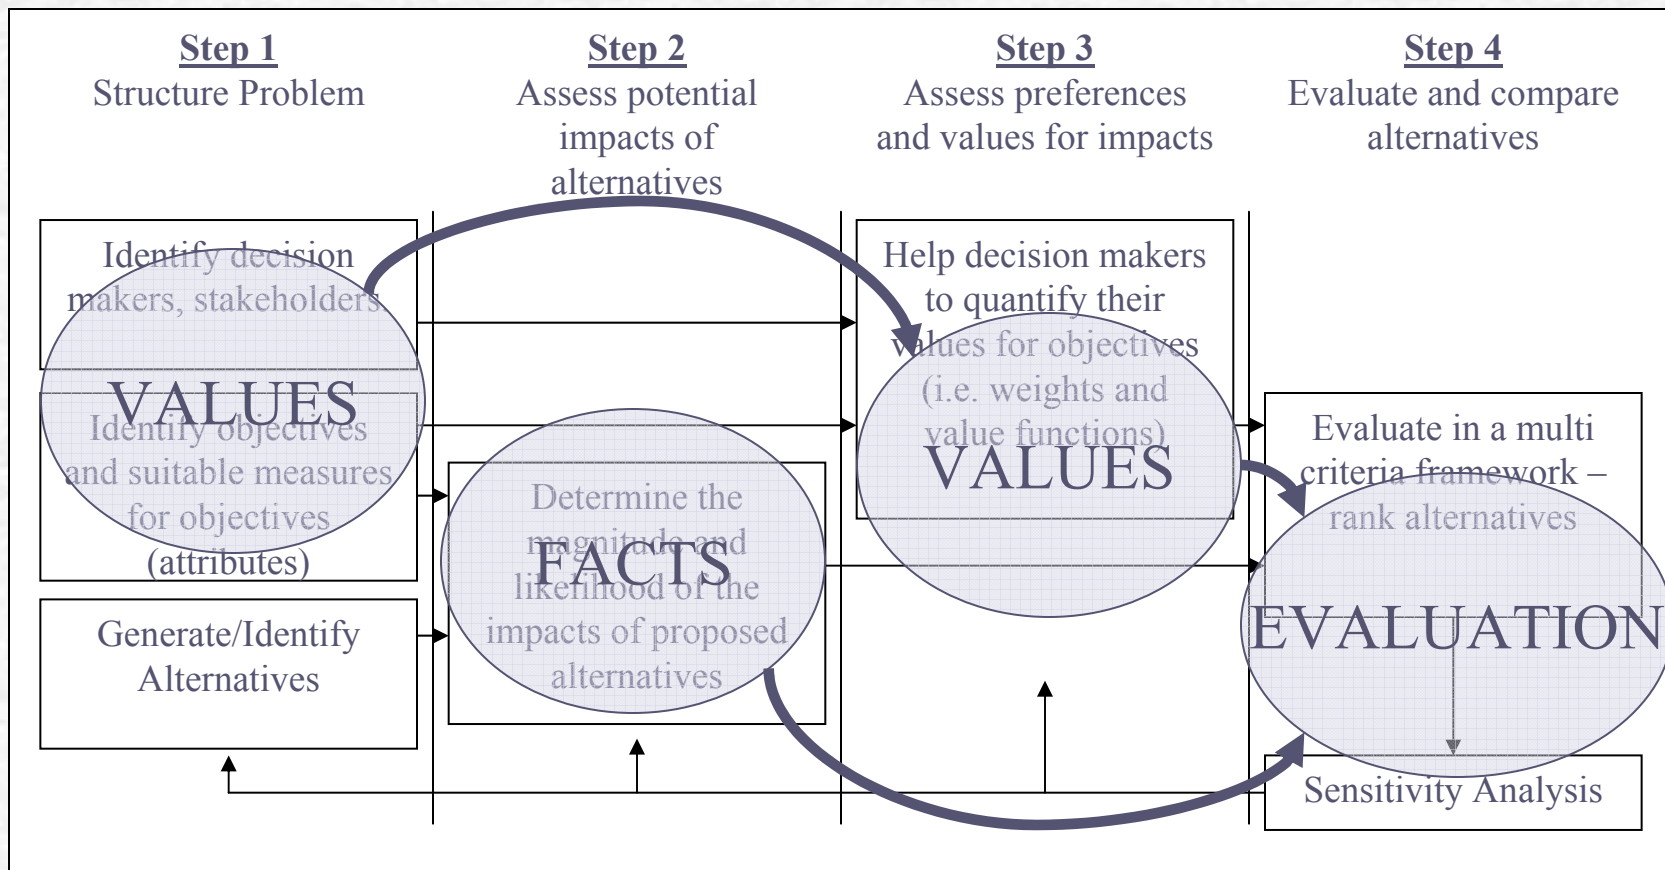 Step 1
Structure Problem
Step 2
Assess potential
impacts of
alternatives
Step 3
Assess preferences
and values for impacts
Step 4
Evaluate and compare
alternatives
Identify decision
makers, stakeholders.
VALUES
Identify objectives
and suitable measures
for objectives
(attributes)
Generate/Identify
Alternatives
Determine the
magnitude and
FACTS
likelihood of the
impacts of proposed
alternatives
Help decision makers
to quantify their
values for objectives
(i.e. weights and
value functions)
VALUES
Evaluate in a multi
criteria framework –
rank alternatives
EVALUATION
Sensitivity Analysis